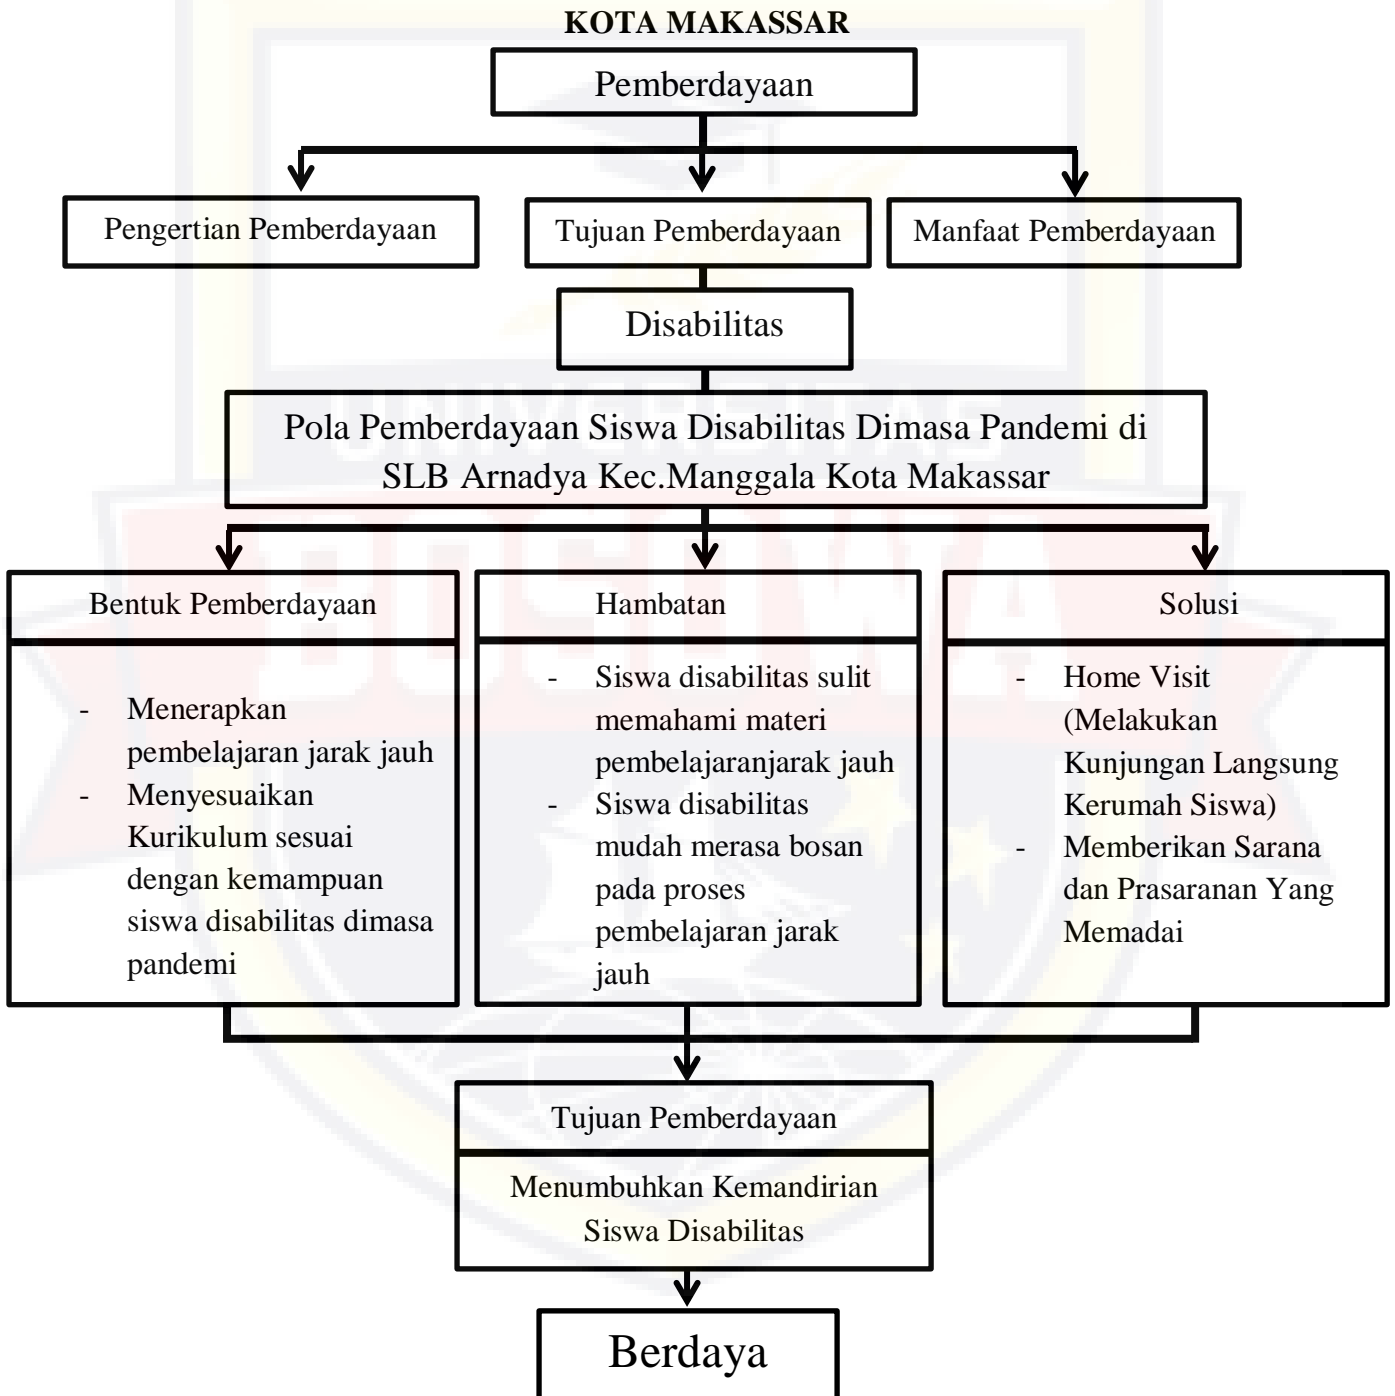 KOTA MAKASSAR
Pemberdayaan
Pengertian Pemberdayaan
Tujuan Pemberdayaan
Manfaat Pemberdayaan
Disabilitas
UNIVERSITAS
Pola Pemberdayaan Siswa Disabilitas Dimasa Pandemi di
SLB Arnadya Kec.Manggala Kota Makassar
BOSOWA
Bentuk Pemberdayaan
- Menerapkan
pembelajaran jarak jauh
- Menyesuaikan
Kurikulum sesuai
dengan kemampuan
siswa disabilitas dimasa
pandemi
Hambatan
- Siswa disabilitas sulit
memahami materi
pembelajaranjarak jauh
- Siswa disabilitas
mudah merasa bosan
pada proses
pembelajaran jarak
jauh
Solusi
- Home Visit
(Melakukan
Kunjungan Langsung
Kerumah Siswa)
- Memberikan Sarana
dan Prasaranan Yang
Memadai
Tujuan Pemberdayaan
Menumbuhkan Kemandirian
Siswa Disabilitas
Berdaya